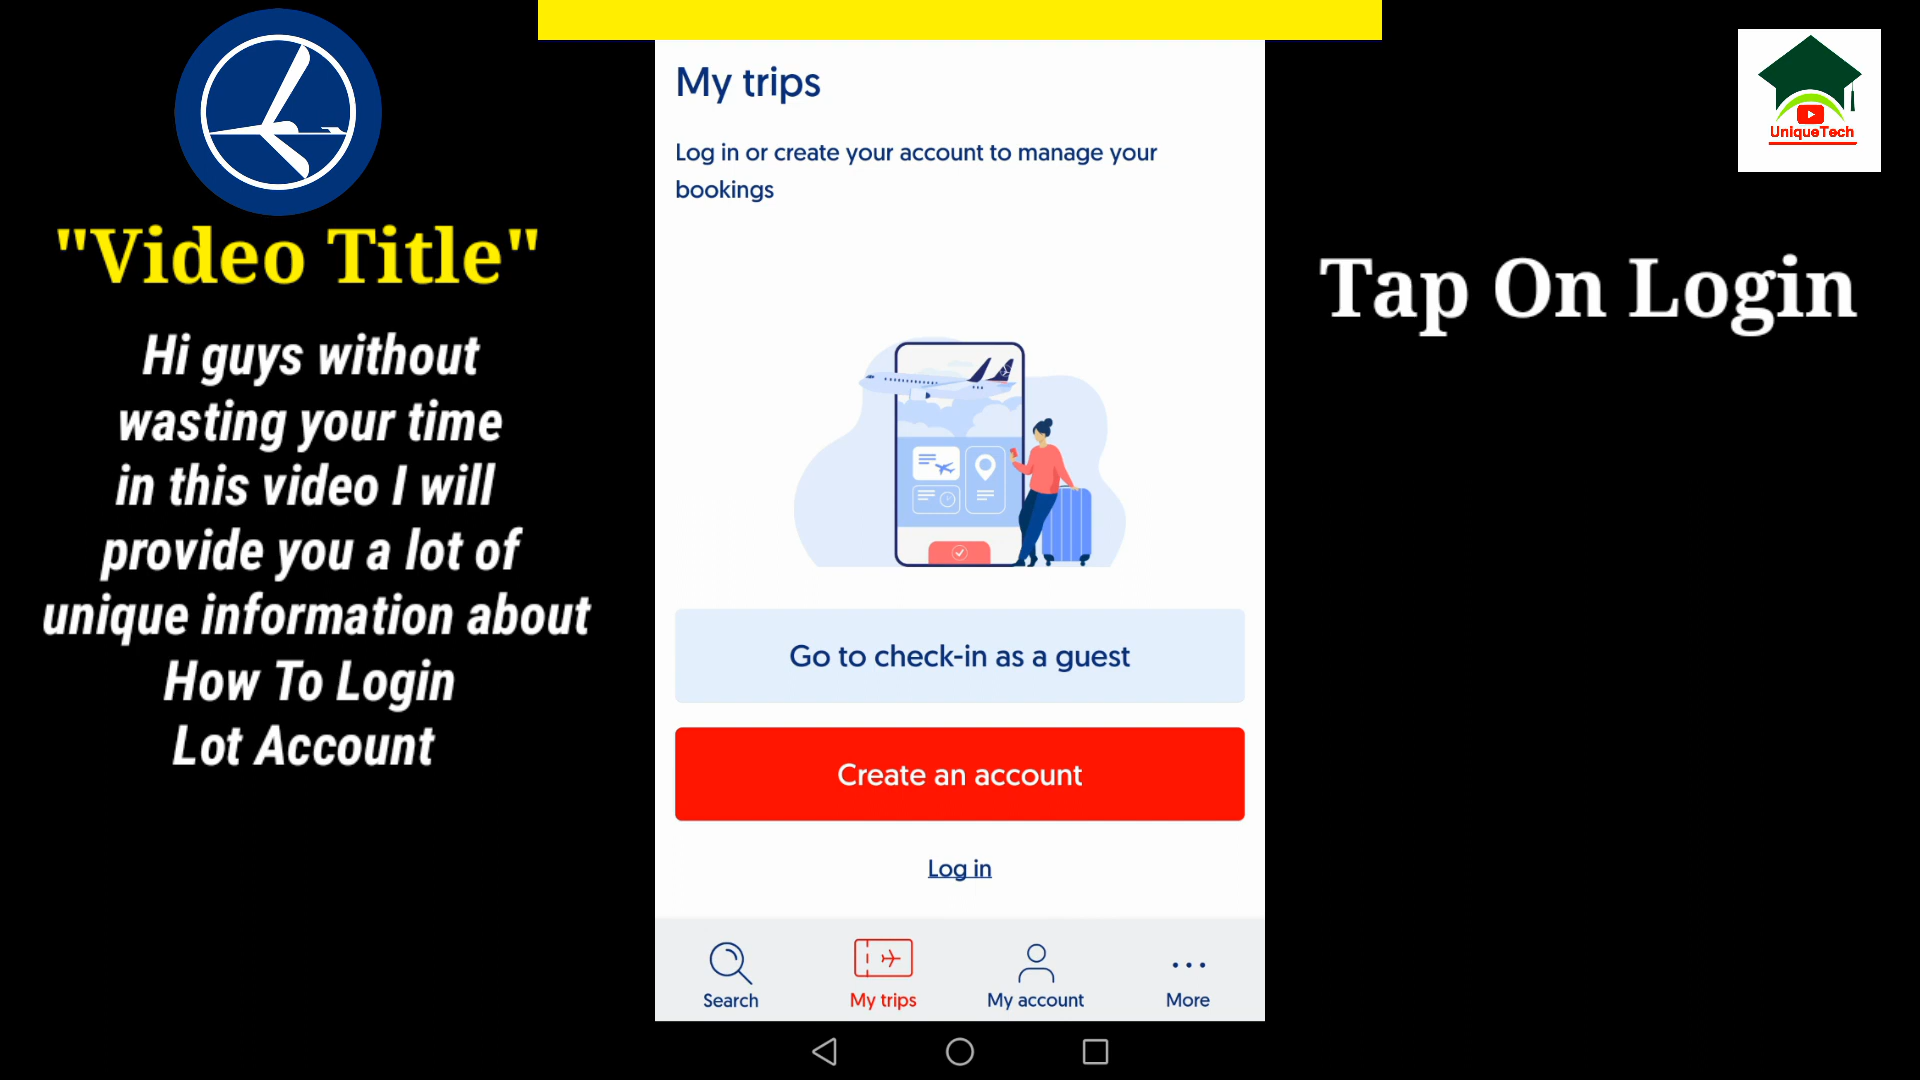 "Video Title"
Hi guys without
wasting your time
in this video I will
provide you a lot of
unique information about
How To Login
Lot Account
My trips
Log in or create your account to manage your
bookings
Go to check-in as a guest
Create an account
Log in
Search
My trips
My account
More
UniqueTech
Tap On Login